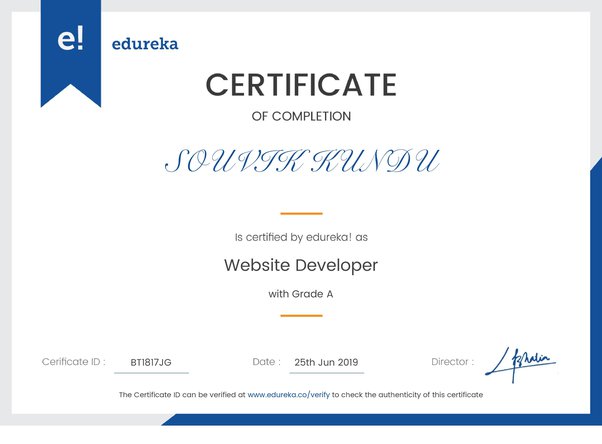 e!
edureka
CERTIFICATE
OF COMPLETION
SOUVIK KUNDU
Is certified by edureka! as
Website Developer
with Grade A
Cerificate ID : BT1817JG Date : 25th Jun 2019 Director :
The Certificate ID can be verified at www.edureka.co/verify to check the authenticity of this certificate